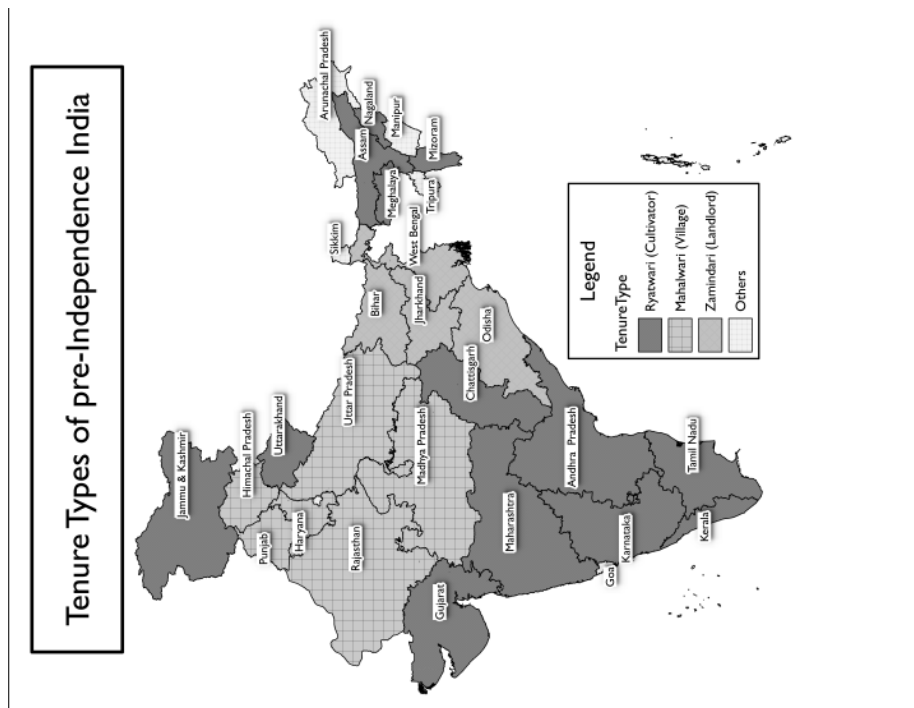 Tenure Types of pre-Independence India
Jammu & Kashmir
Himachal Pradesh
Uttarakhand
Punjab
Haryana
Rajasthan
Uttar Pradesh
Sikkim
Arunachal Pradesh
Assam
Nagaland
Manipur
Meghalaya
Mizoram
Tripura
West Bengal
Bihar
Jharkhand
Madhya Pradesh
Gujarat
Chattisgarh
Odisha
Maharashtra
Andhra Pradesh
Goa
Karnataka
Tamil Nadu
Kerala
Legend
TenureType
Ryatwari (Cultivator)
Mahalwari (Village)
Zamindari (Landlord)
Others